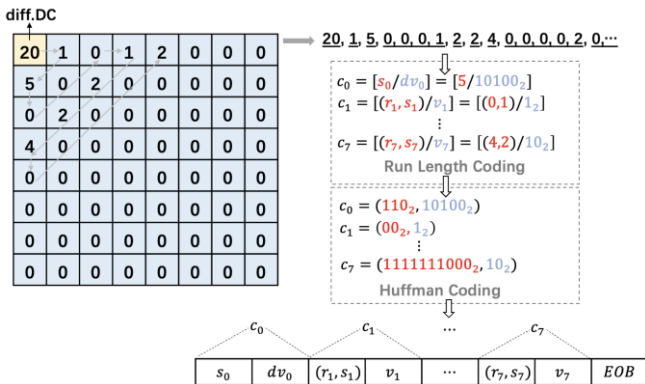 diff.DC
20 1 0 1 2 0 0 0
5 0 2 0 0 0 0 0
0 2 0 0 0 0 0 0
4 0 0 0 0 0 0 0
0 0 0 0 0 0 0 0
0 0 0 0 0 0 0 0
0 0 0 0 0 0 0 0
0 0 0 0 0 0 0 0
20, 1, 5, 0, 0, 0, 1, 2, 2, 4, 0, 0, 0, 0, 2, 0,⋯
c₀ = [s₀/dv₀] = [5/10100₂]
c₁ = [(r₁, s₁)/v₁] = [(0,1)/1₂]
⋮
c₇ = [(r₇, s₇)/v₇] = [(4,2)/10₂]
Run Length Coding
c₀ = (110₂, 10100₂)
c₁ = (00₂, 1₂)
⋮
c₇ = (1111111000₂, 10₂)
Huffman Coding
c₀ c₁ ⋯ c₇
s₀ dv₀ (r₁, s₁) v₁ ⋯ (r₇, s₇) v₇ EOB